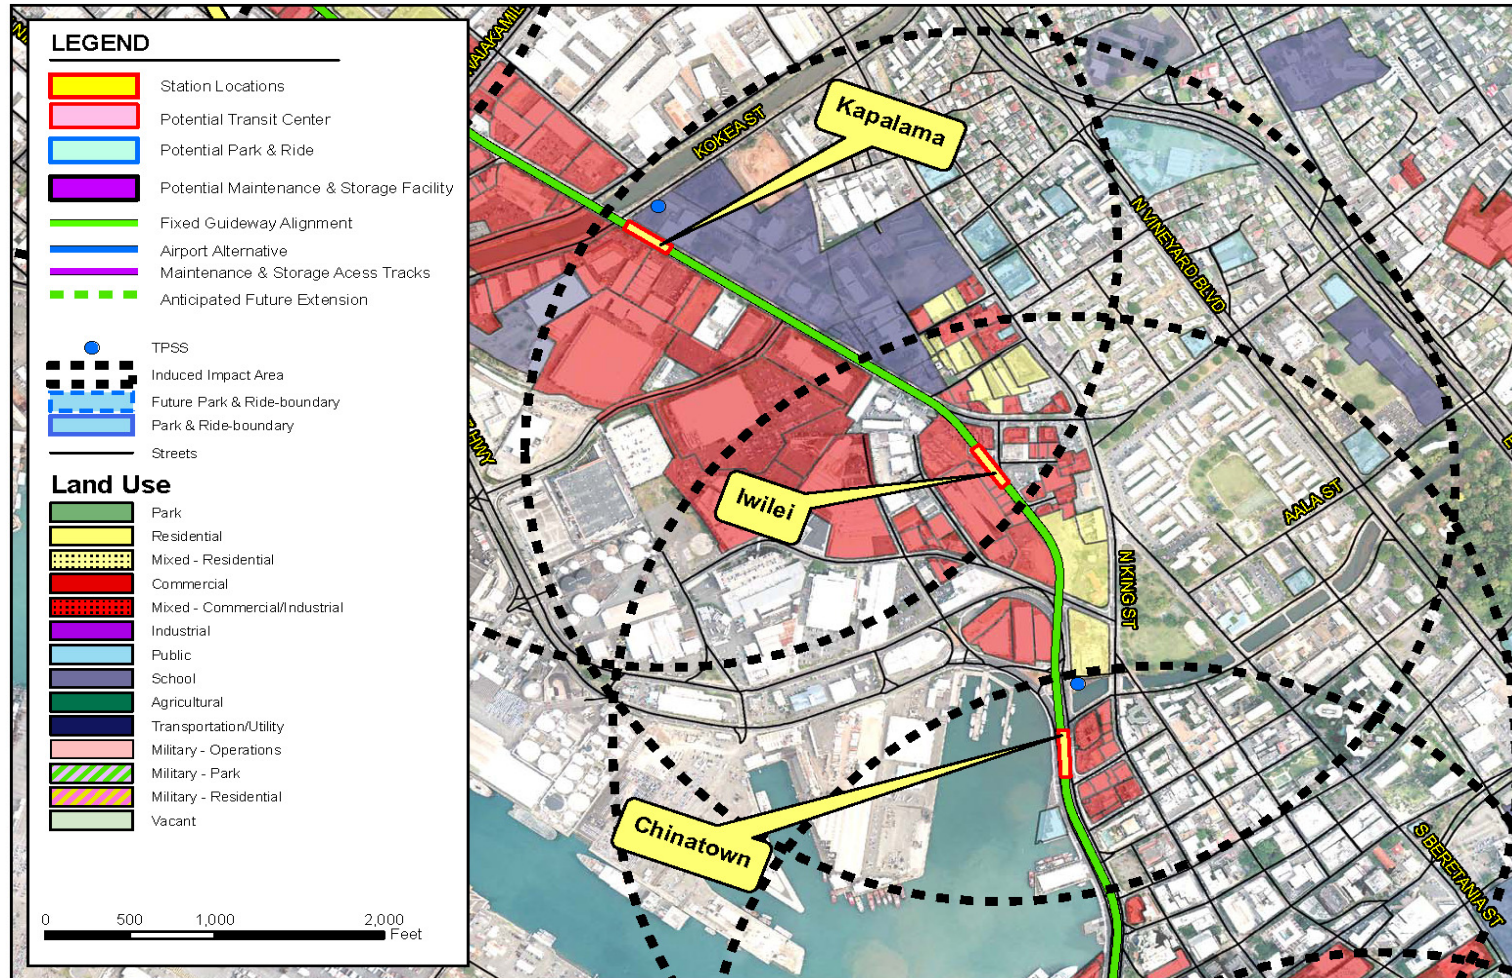 LEGEND
Station Locations
Potential Transit Center
Potential Park & Ride
Potential Maintenance & Storage Facility
Fixed Guideway Alignment
Airport Alternative
Maintenance & Storage Acess Tracks
Anticipated Future Extension
TPSS
Induced Impact Area
Future Park & Ride-boundary
Park & Ride-boundary
Streets
Land Use
Park
Residential
Mixed - Residential
Commercial
Mixed - Commercial/Industrial
Industrial
Public
School
Agricultural
Transportation/Utility
Military - Operations
Military - Park
Military - Residential
Vacant
0 500 1,000 2,000
Feet
KOKEA ST
Kapalama
N VINEYARD BLVD
HWY
Iwilei
AALA ST
N KING ST
Chinatown
S BERETANIA ST